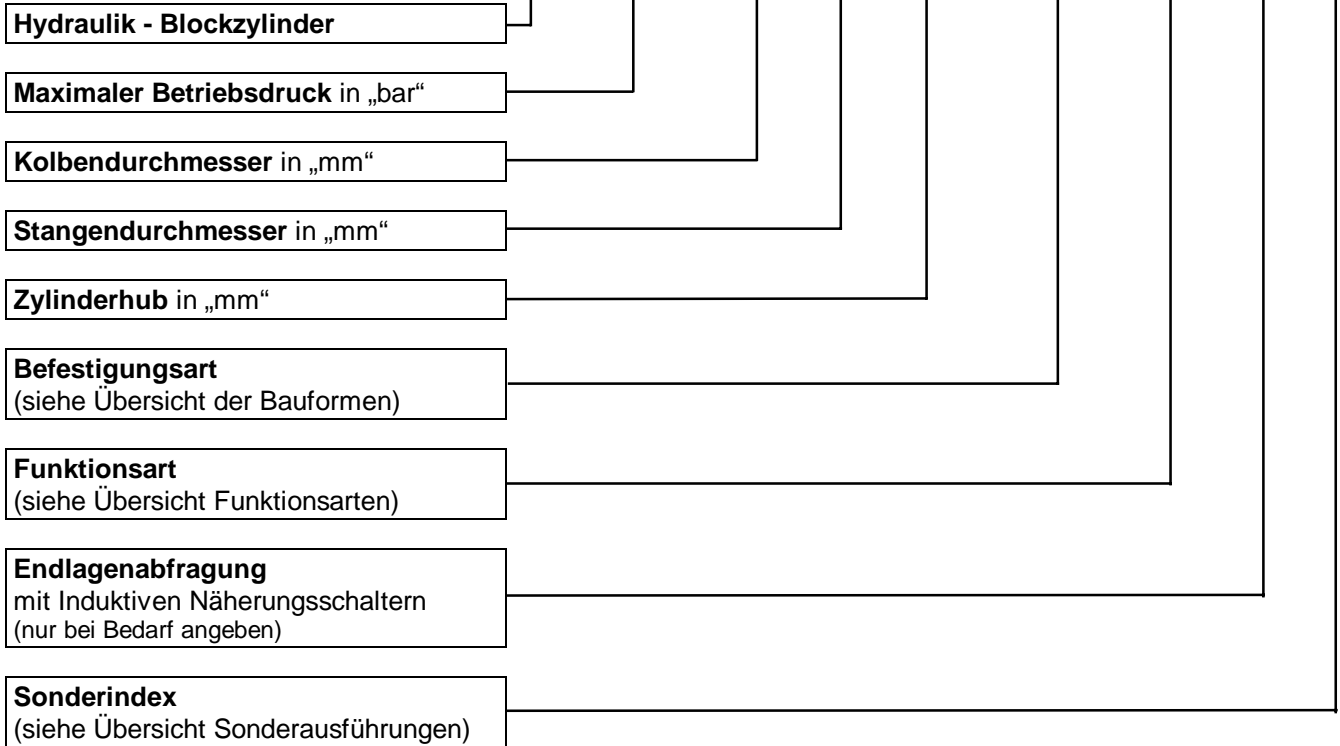 Hydraulik - Blockzylinder
Maximaler Betriebsdruck in „bar“
Kolbendurchmesser in „mm“
Stangendurchmesser in „mm“
Zylinderhub in „mm“
Befestigungsart
(siehe Übersicht der Bauformen)
Funktionsart
(siehe Übersicht Funktionsarten)
Endlagenabfragung
mit Induktiven Näherungsschaltern
(nur bei Bedarf angeben)
Sonderindex
(siehe Übersicht Sonderausführungen)